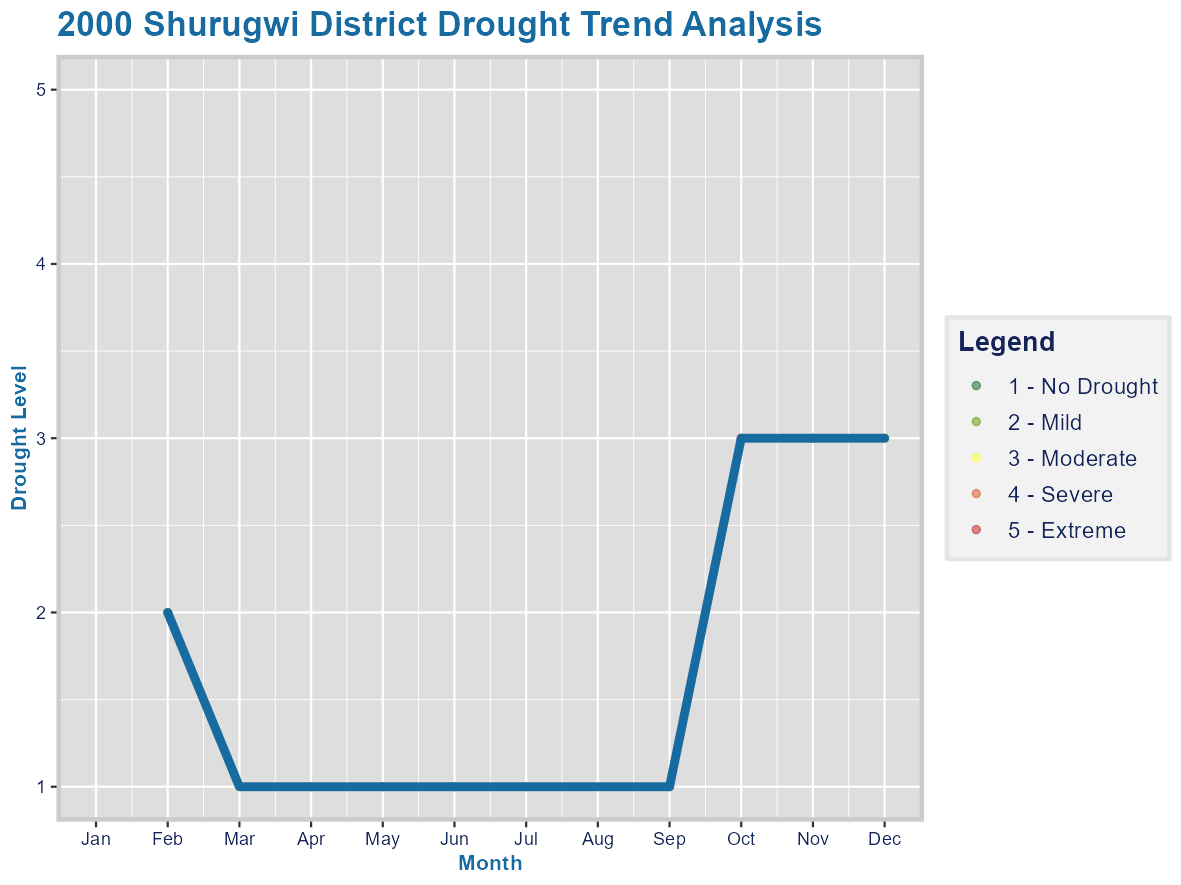 2000 Shurugwi District Drought Trend Analysis
Drought Level
5
4
3
2
1
Jan Feb Mar Apr May Jun Jul Aug Sep Oct Nov Dec
Month
Legend
1 - No Drought
2 - Mild
3 - Moderate
4 - Severe
5 - Extreme